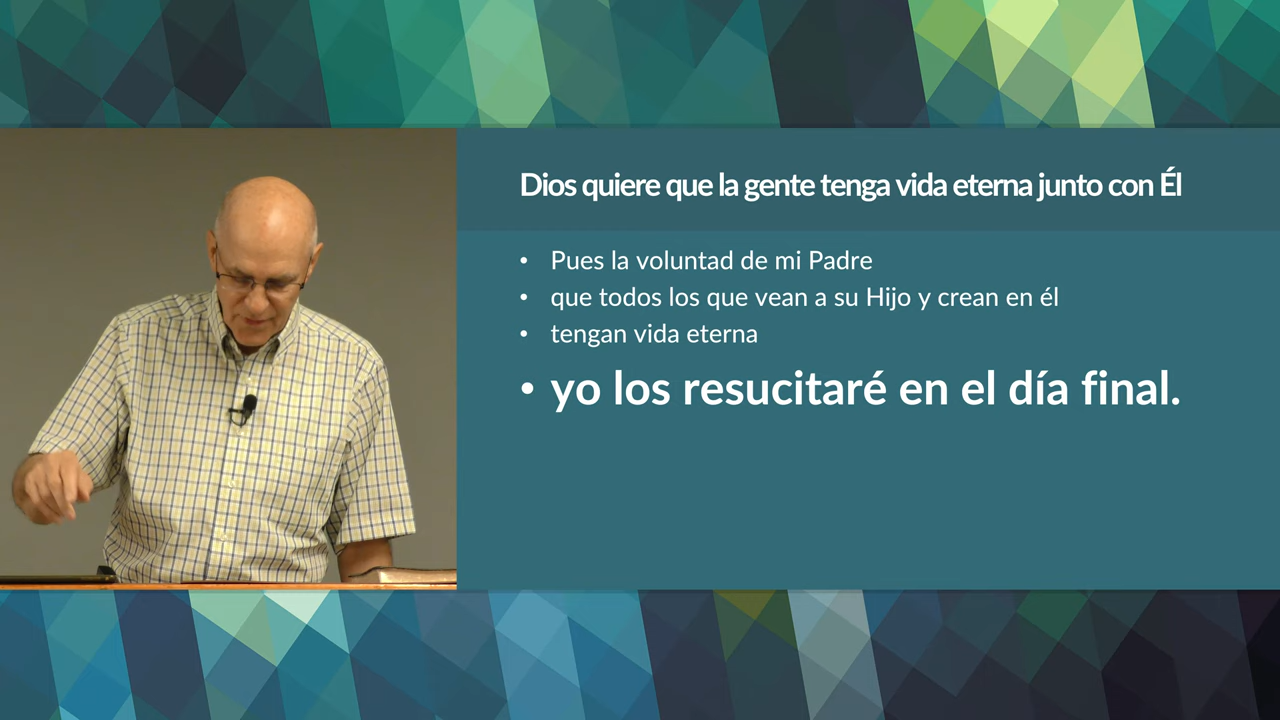 Dios quiere que la gente tenga vida eterna junto con Él
• Pues la voluntad de mi Padre
• que todos los que vean a su Hijo y crean en él
• tengan vida eterna
• yo los resucitaré en el día final.